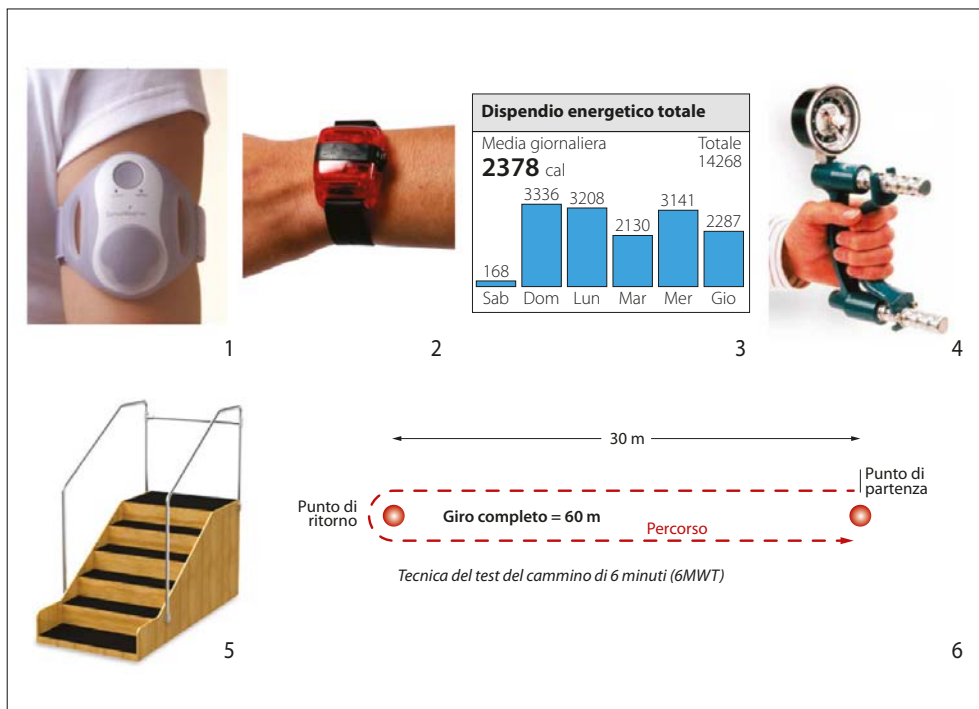 Dispendio energetico totale
Media giornaliera
Totale
2378 cal
14268
3336
3208
3141
2130
2287
168
Sab
Dom
Lun
Mar
Mer
Gio
1
2
3
4
30 m
Punto di
partenza
Punto di
ritorno
Giro completo = 60 m
Percorso
Tecnica del test del cammino di 6 minuti (6MWT)
5
6